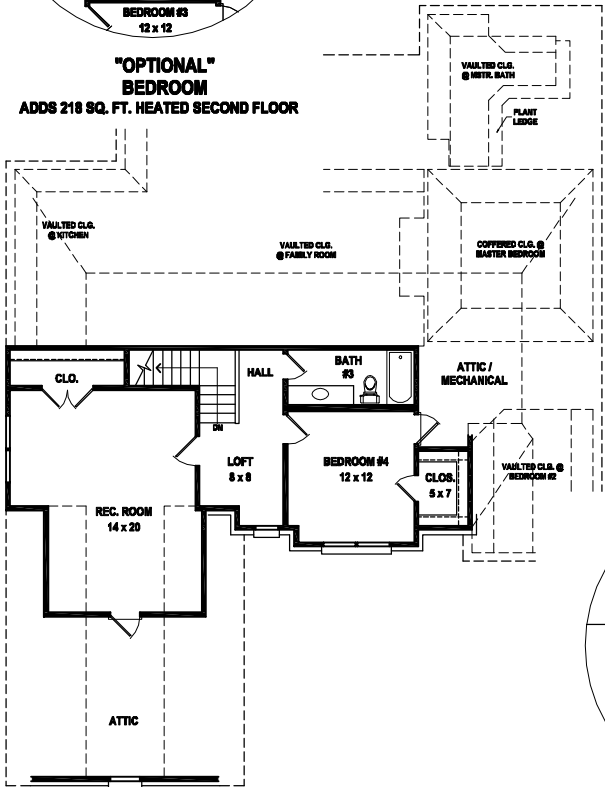 BEDROOM #3
12 x 12
"OPTIONAL"
BEDROOM
ADDS 218 SQ. FT. HEATED SECOND FLOOR
VAULTED CLG.
@ MSTR. BATH
PLANT
LEDGE
VAULTED CLG.
@ KITCHEN
VAULTED CLG.
@ FAMILY ROOM
COFFERED CLG. @
MASTER BEDROOM
CLO.
HALL
BATH
#3
ATTIC /
MECHANICAL
DN
LOFT
8 x 8
BEDROOM #4
12 x 12
CLOS.
5 x 7
VAULTED CLG. @
BEDROOM #2
REC. ROOM
14 x 20
ATTIC